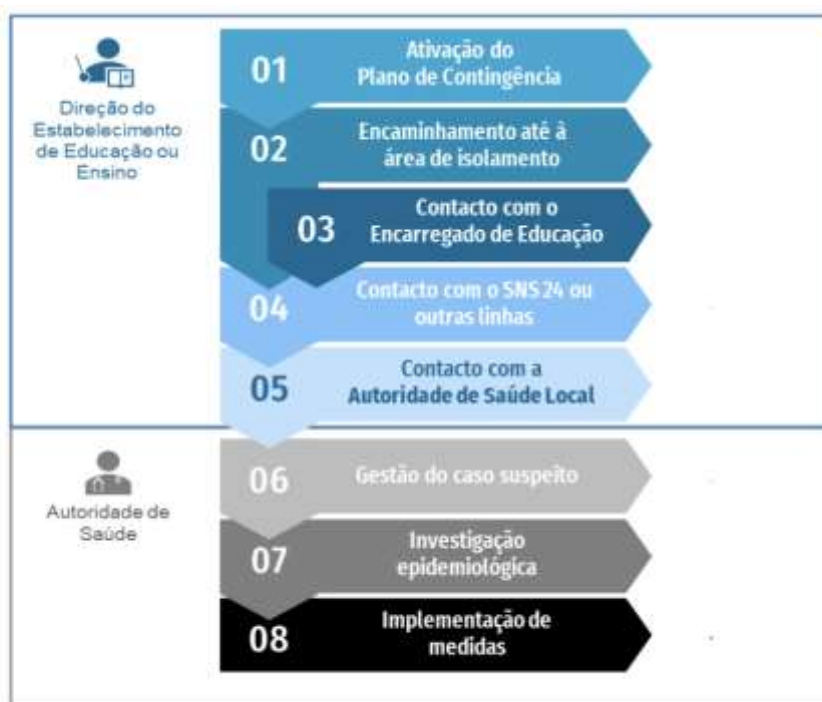 Direção do
Estabelecimento
de Educação ou
Ensino
01
Ativação do
Plano de Contingência
02
Encaminhamento até à
área de isolamento
03
Contacto com o
Encarregado de Educação
04
Contacto com o SNS 24 ou
outras linhas
05
Contacto com a
Autoridade de Saúde Local
Autoridade de
Saúde
06
Gestão do caso suspeito
07
Investigação
epidemiológica
08
Implementação de
medidas